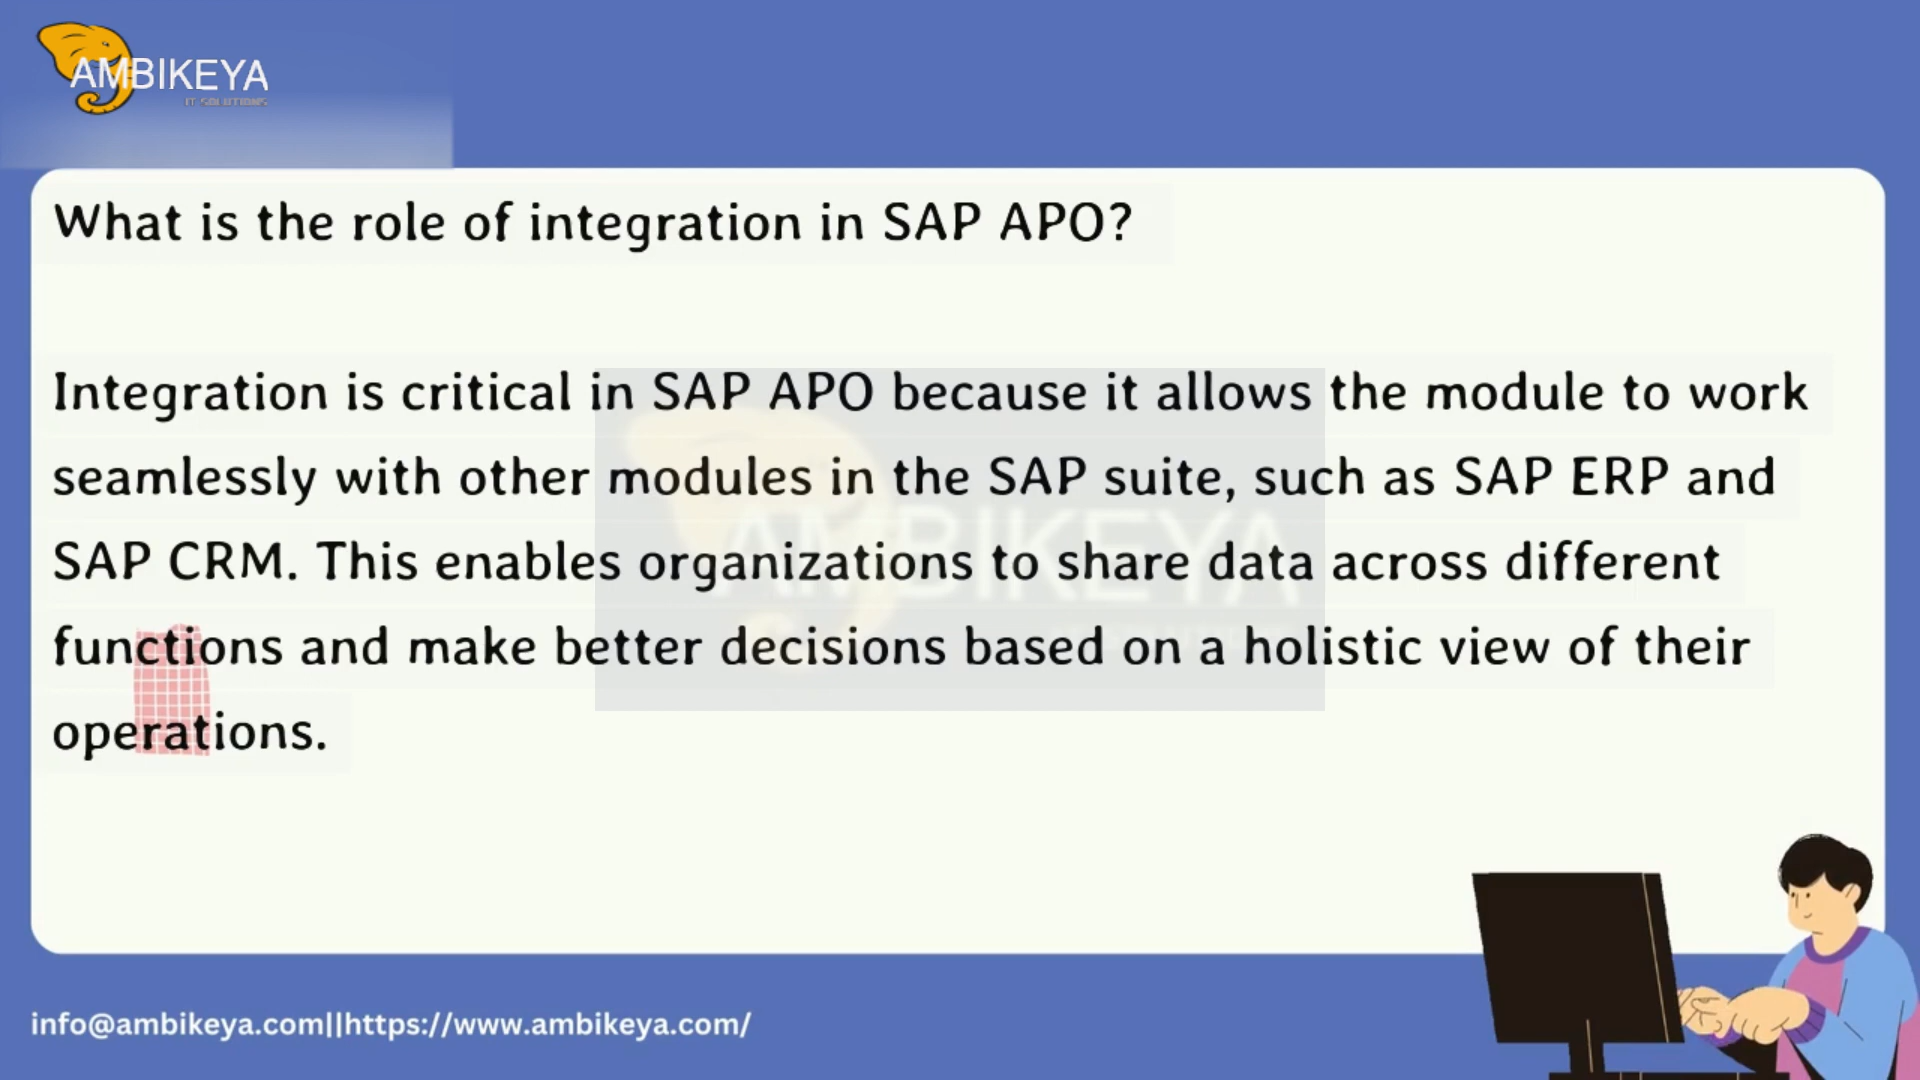 AMBIKEYA
IT SOLUTIONS
What is the role of integration in SAP APO?
Integration is critical in SAP APO because it allows the module to work
seamlessly with other modules in the SAP suite, such as SAP ERP and
SAP CRM. This enables organizations to share data across different
functions and make better decisions based on a holistic view of their
operations.
AMBIKEYA
info@ambikeya.com||https://www.ambikeya.com/